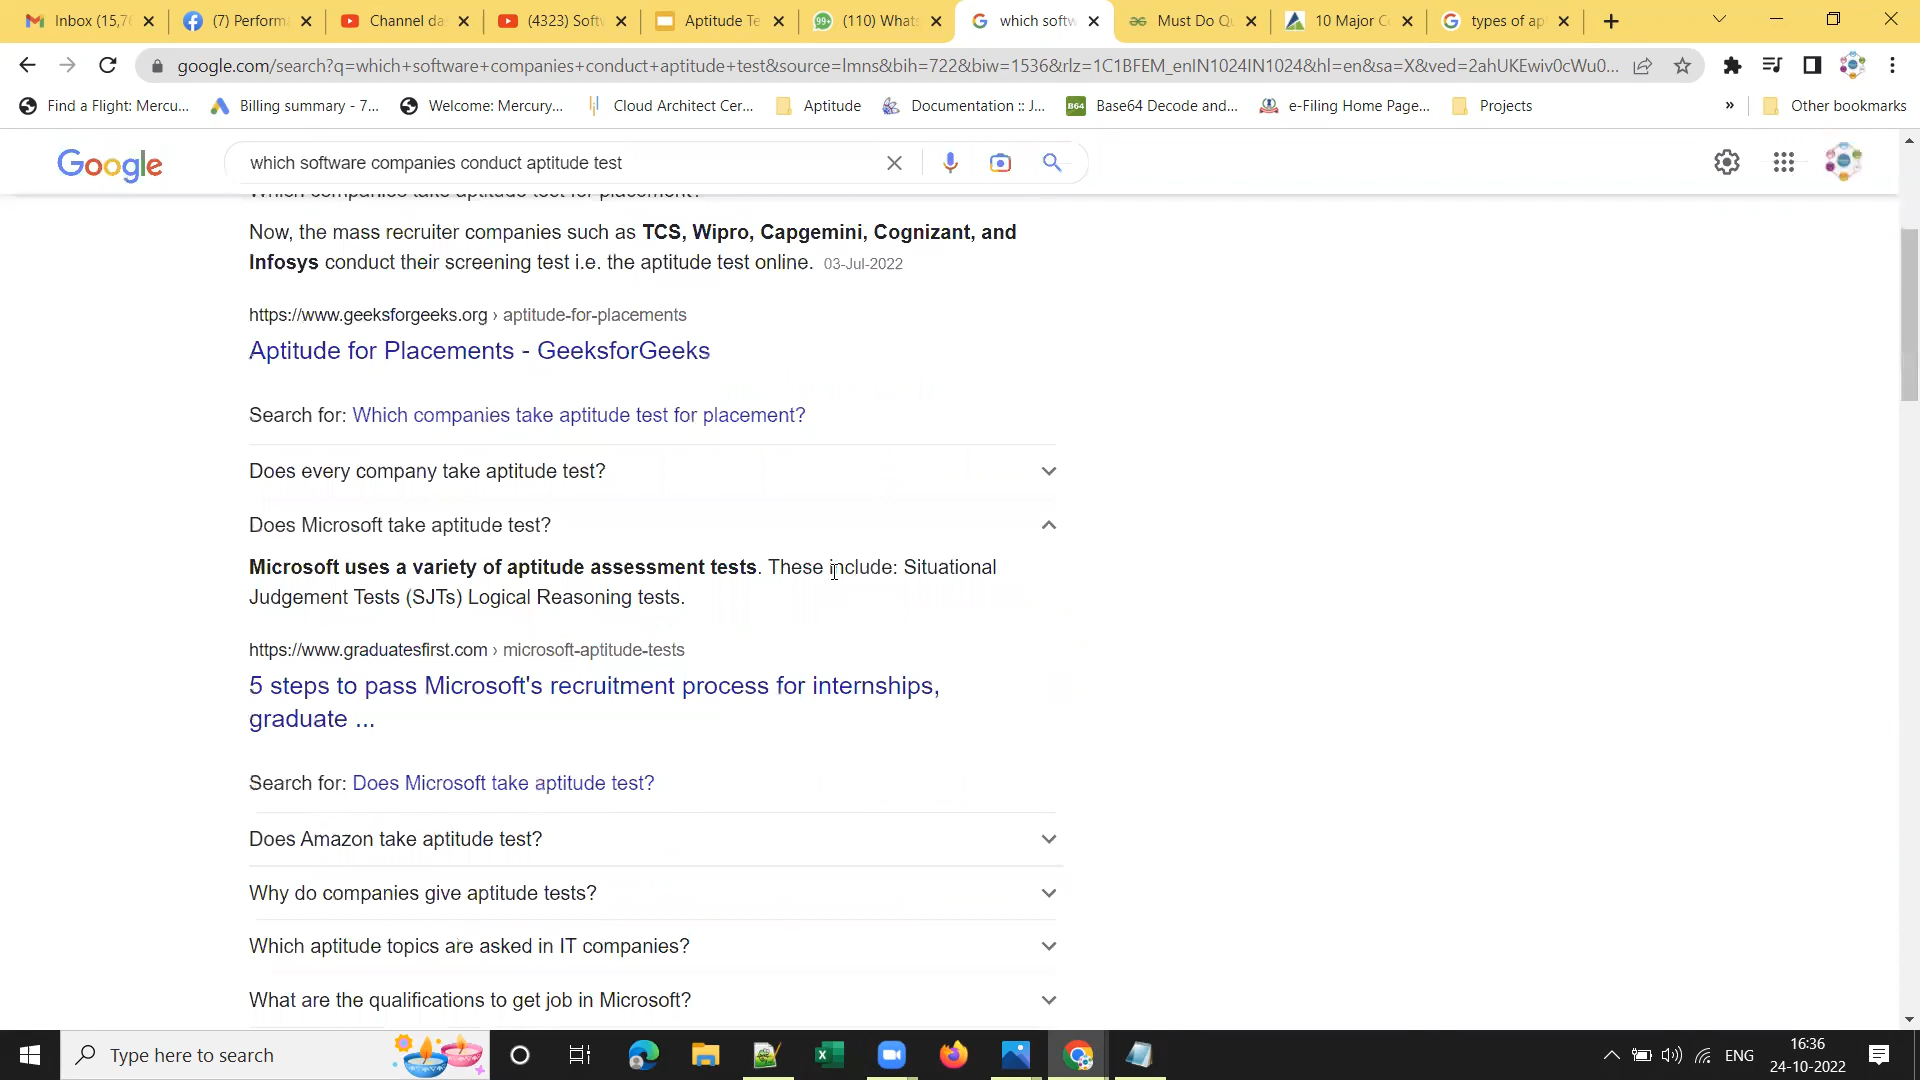 Inbox (15,7
(7) Perform
Channel da
(4323) Soft
Aptitude Te
(110) What
which softw
Must Do Q
10 Major C
types of ap
google.com/search?q=which+software+companies+conduct+aptitude+test&source=lmns&bih=722&biw=1536&rlz=1C1BFEM_enIN1024IN1024&hl=en&sa=X&ved=2ahUKEwiv0cWu0...
Find a Flight: Mercu...
Billing summary - 7...
Welcome: Mercury...
Cloud Architect Cer...
Aptitude
Documentation :: J...
B64
Base64 Decode and...
e-Filing Home Page...
Projects
»
Other bookmarks
Google
which software companies conduct aptitude test
Which companies take aptitude test for placement?
Now, the mass recruiter companies such as TCS, Wipro, Capgemini, Cognizant, and
Infosys conduct their screening test i.e. the aptitude test online. 03-Jul-2022
https://www.geeksforgeeks.org › aptitude-for-placements
Aptitude for Placements - GeeksforGeeks
Search for: Which companies take aptitude test for placement?
Does every company take aptitude test?
Does Microsoft take aptitude test?
Microsoft uses a variety of aptitude assessment tests. These include: Situational
Judgement Tests (SJTs) Logical Reasoning tests.
https://www.graduatesfirst.com › microsoft-aptitude-tests
5 steps to pass Microsoft's recruitment process for internships,
graduate ...
Search for: Does Microsoft take aptitude test?
Does Amazon take aptitude test?
Why do companies give aptitude tests?
Which aptitude topics are asked in IT companies?
What are the qualifications to get job in Microsoft?
Type here to search
ENG
16:36
24-10-2022